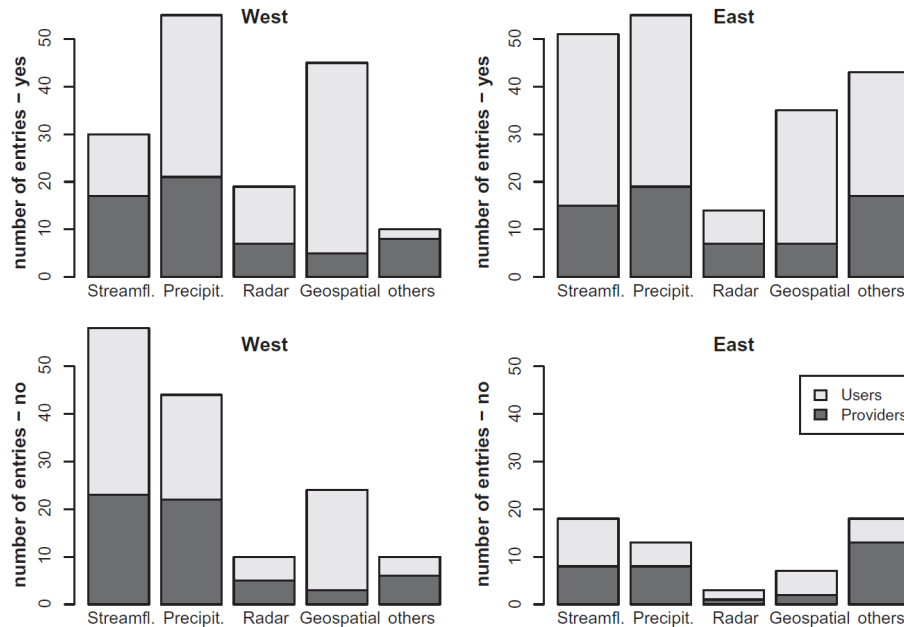 West
number of entries – yes
50
40
30
20
10
0
Streamfl. Precipit. Radar Geospatial others
East
number of entries – yes
50
40
30
20
10
0
Streamfl. Precipit. Radar Geospatial others
West
number of entries – no
50
40
30
20
10
0
Streamfl. Precipit. Radar Geospatial others
East
number of entries – no
50
40
30
20
10
0
Users
Providers
Streamfl. Precipit. Radar Geospatial others